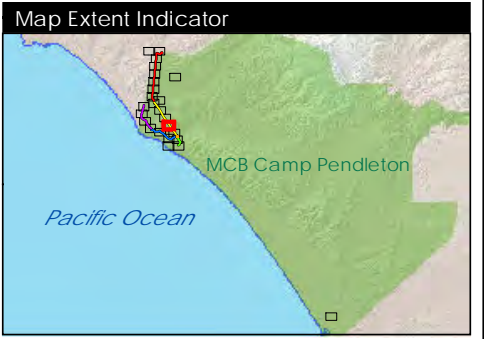 Map Extent Indicator
MCB Camp Pendleton
Pacific Ocean